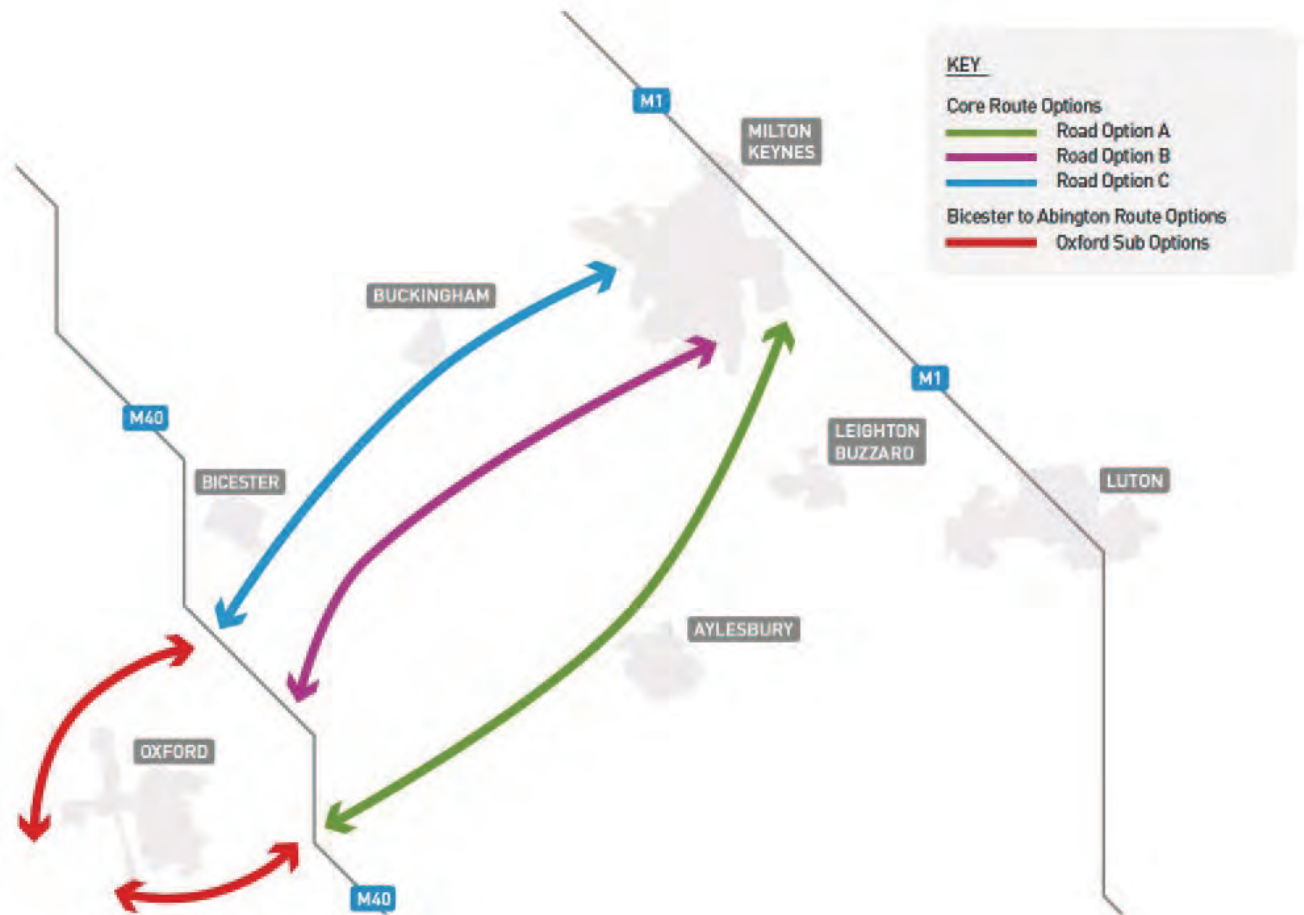 M1
MILTON
KEYNES
KEY
Core Route Options
Road Option A
Road Option B
Road Option C
Bicester to Abington Route Options
Oxford Sub Options
BUCKINGHAM
M40
M1
BICESTER
LEIGHTON
BUZZARO
LUTON
AYLESBURY
OXFORD
M40